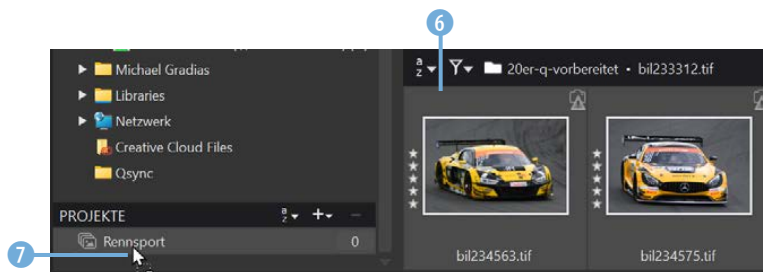 6
a z 20er-q-vorbereitet • bil233312.tif
Michael Gradias
Libraries
Netzwerk
Creative Cloud Files
Qsync
PROJEKTE a z + −
Rennsport 0
7
bil234563.tif bil234575.tif